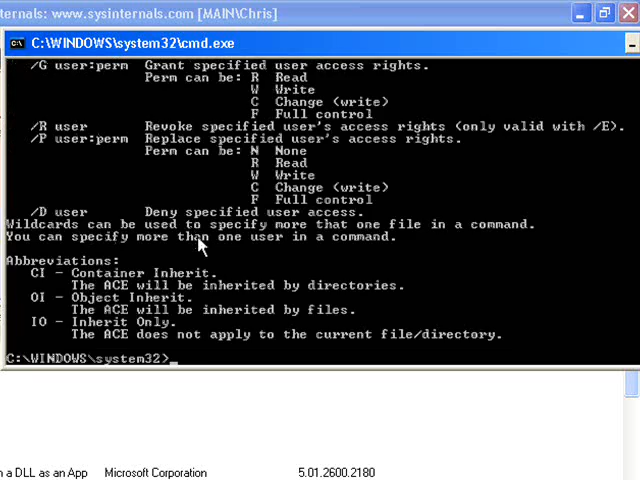 ternals: www.sysinternals.com [MAIN\Chris]
C:\WINDOWS\system32\cmd.exe
/G user:perm Grant specified user access rights.
Perm can be: R Read
W Write
C Change (write)
F Full control
/R user Revoke specified user's access rights (only valid with /E).
/P user:perm Replace specified user's access rights.
Perm can be: N None
R Read
W Write
C Change (write)
F Full control
/D user Deny specified user access.
Wildcards can be used to specify more that one file in a command.
You can specify more than one user in a command.
Abbreviations:
CI - Container Inherit.
The ACE will be inherited by directories.
OI - Object Inherit.
The ACE will be inherited by files.
IO - Inherit Only.
The ACE does not apply to the current file/directory.
C:\WINDOWS\system32>_
n a DLL as an App Microsoft Corporation 5.01.2600.2180